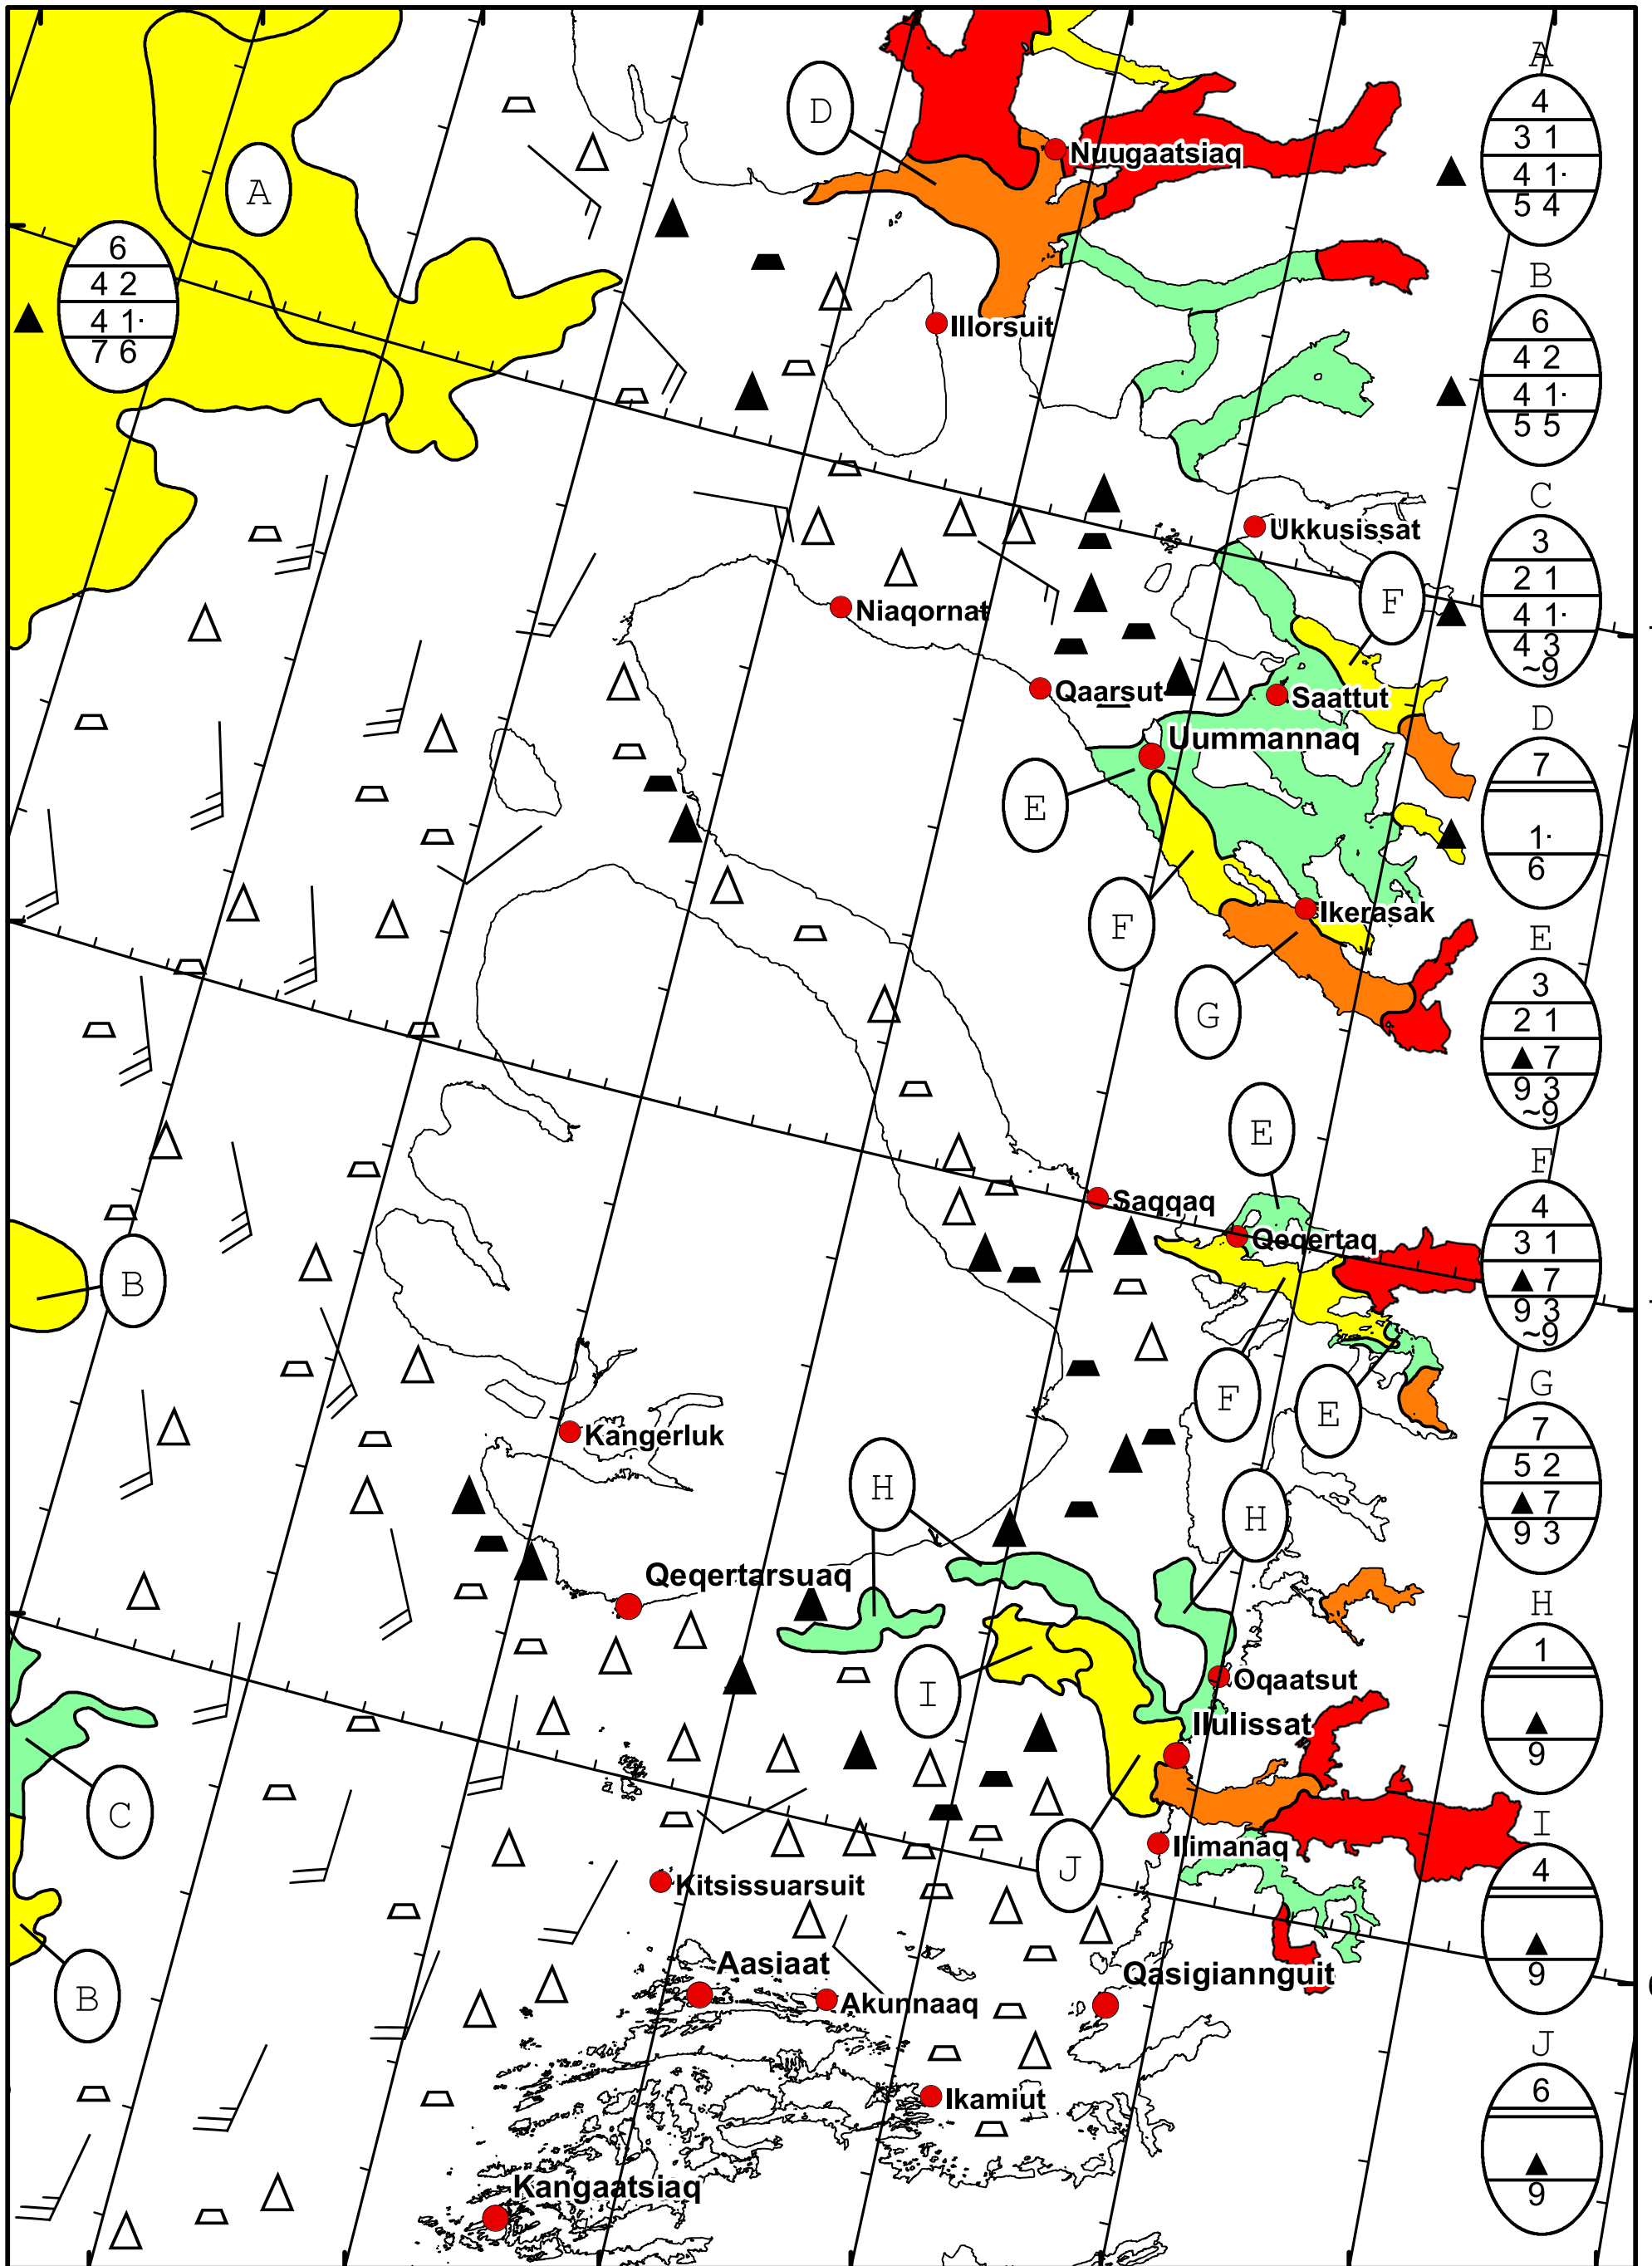 A
4
3 1
4 1·
5 4
D
Nuugaatsiaq
A
6
4 2
4 1·
7 6
B
6
4 2
4 1·
5 5
Illorsuit
C
3
2 1
4 1·
4 3
~9
Ukkusissat
F
Niaqornat
Qaarsut
Saattut
D
7
1·
6
Uummannaq
E
F
Ikerasak
G
E
3
2 1
▲ 7
9 3
~9
E
F
4
3 1
▲ 7
9 3
~9
Saqqaq
Qeqertaq
B
F
E
G
7
5 2
▲ 7
9 3
Kangerluk
H
H
Qeqertarsuaq
H
1
▲
9
I
Oqaatsut
Ilulissat
C
J
Ilimanaq
I
4
▲
9
Kitsissuarsuit
Aasiaat
Qasigiannguit
B
Akunnaaq
J
6
▲
9
Ikamiut
Kangaatsiaq